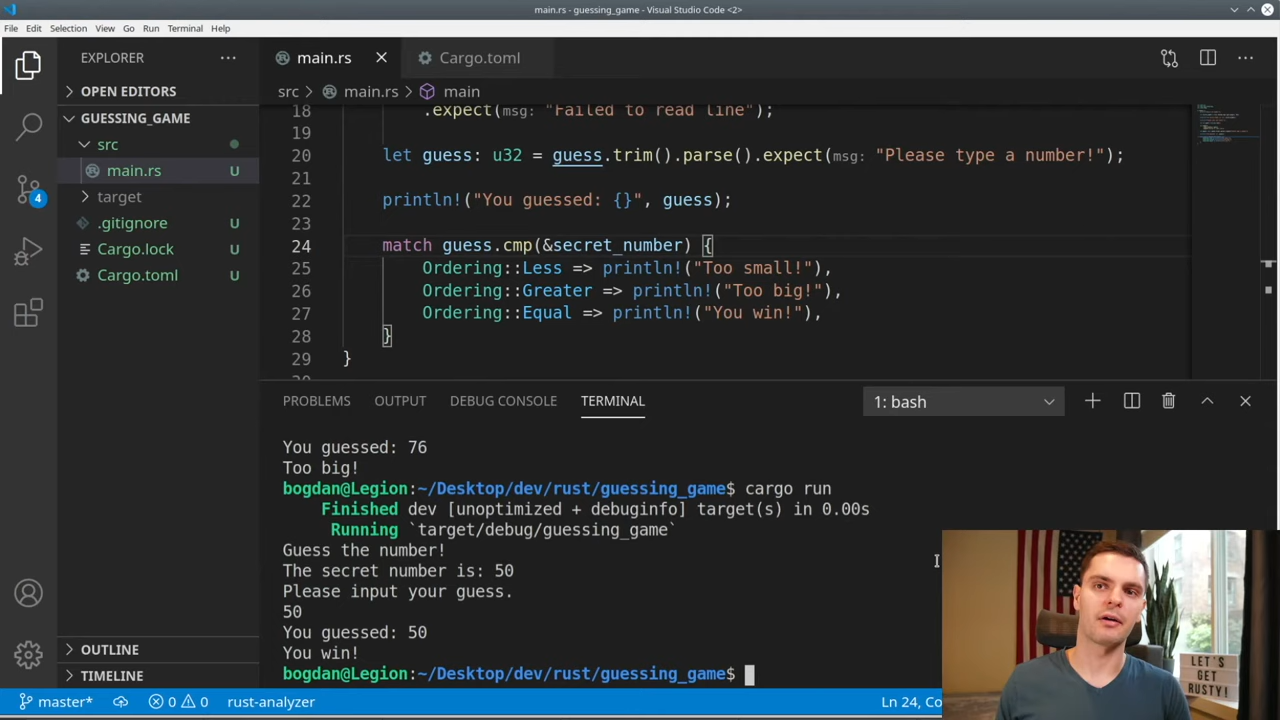 main.rs - guessing_game - Visual Studio Code <2>
File Edit Selection View Go Run Terminal Help
EXPLORER
OPEN EDITORS
GUESSING_GAME
src
main.rs U
target
.gitignore U
Cargo.lock U
Cargo.toml U
OUTLINE
TIMELINE
4
main.rs Cargo.toml
src > main.rs > main
18 .expect(msg: "Failed to read line");
19
20 let guess: u32 = guess.trim().parse().expect(msg: "Please type a number!");
21
22 println!("You guessed: {}", guess);
23
24 match guess.cmp(&secret_number) {
25 Ordering::Less => println!("Too small!"),
26 Ordering::Greater => println!("Too big!"),
27 Ordering::Equal => println!("You win!"),
28 }
29 }
PROBLEMS OUTPUT DEBUG CONSOLE TERMINAL 1: bash
You guessed: 76
Too big!
bogdan@Legion:~/Desktop/dev/rust/guessing_game$ cargo run
Finished dev [unoptimized + debuginfo] target(s) in 0.00s
Running `target/debug/guessing_game`
Guess the number!
The secret number is: 50
Please input your guess.
50
You guessed: 50
You win!
bogdan@Legion:~/Desktop/dev/rust/guessing_game$
LET'S
GET
RUSTY!
master* 0 0 rust-analyzer Ln 24, Co